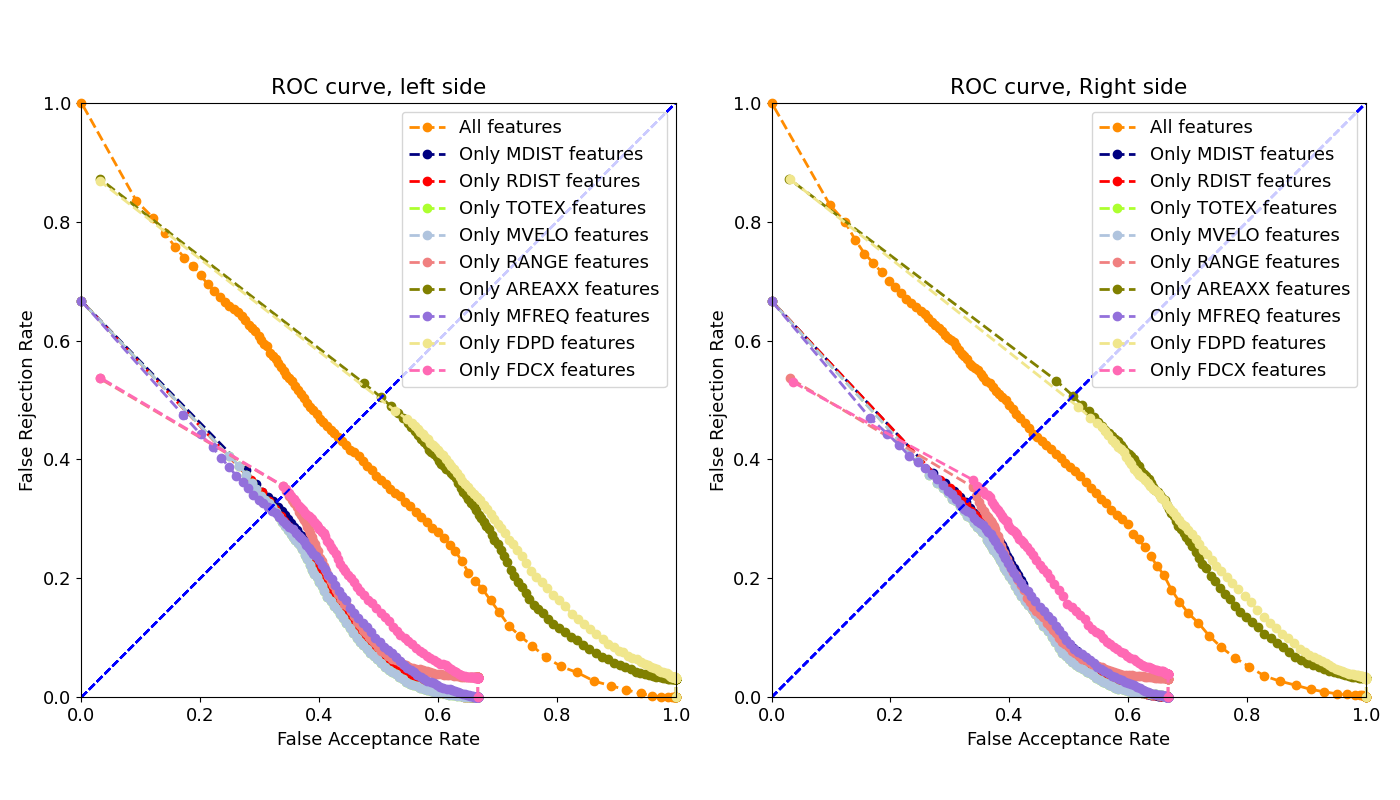 ROC curve, left side
1.0
0.8
0.6
0.4
0.2
0.0
False Rejection Rate
All features
Only MDIST features
Only RDIST features
Only TOTEX features
Only MVELO features
Only RANGE features
Only AREAXX features
Only MFREQ features
Only FDPD features
Only FDCX features
0.0 0.2 0.4 0.6 0.8 1.0
False Acceptance Rate
ROC curve, Right side
1.0
0.8
0.6
0.4
0.2
0.0
False Rejection Rate
All features
Only MDIST features
Only RDIST features
Only TOTEX features
Only MVELO features
Only RANGE features
Only AREAXX features
Only MFREQ features
Only FDPD features
Only FDCX features
0.0 0.2 0.4 0.6 0.8 1.0
False Acceptance Rate